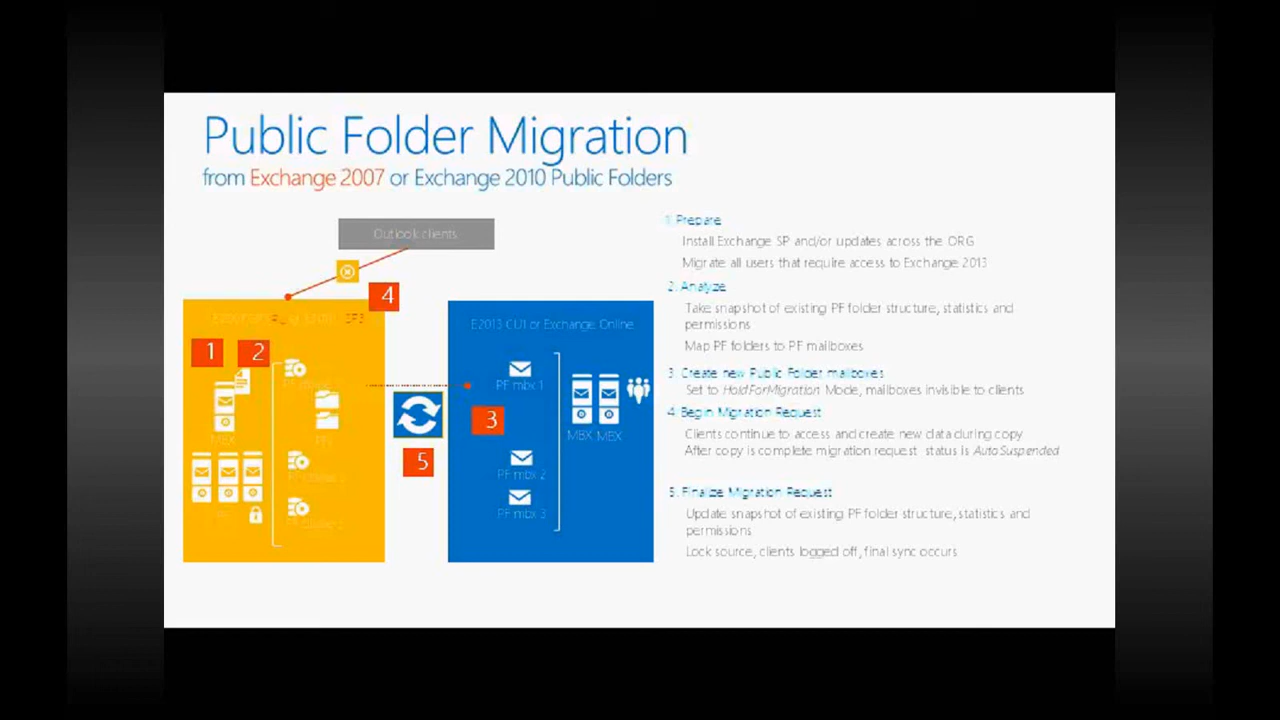 Public Folder Migration
from Exchange 2007 or Exchange 2010 Public Folders
Outlook clients
4
SP3
1
2
MBX
PFs
E2013 CU1 or Exchange Online
PF mbx 1
3
MBX MBX
5
PF mbx 2
PF mbx 3
1. Prepare
Install Exchange SP and/or updates across the ORG
Migrate all users that require access to Exchange 2013
2. Analyze
Take snapshot of existing PF folder structure, statistics and
permissions
Map PF folders to PF mailboxes
3. Create new Public Folder mailboxes
Set to HoldForMigration Mode, mailboxes invisible to clients
4. Begin Migration Request
Clients continue to access and create new data during copy
After copy is complete migration request status is AutoSuspended
5. Finalize Migration Request
Update snapshot of existing PF folder structure, statistics and
permissions
Lock source, clients logged off, final sync occurs